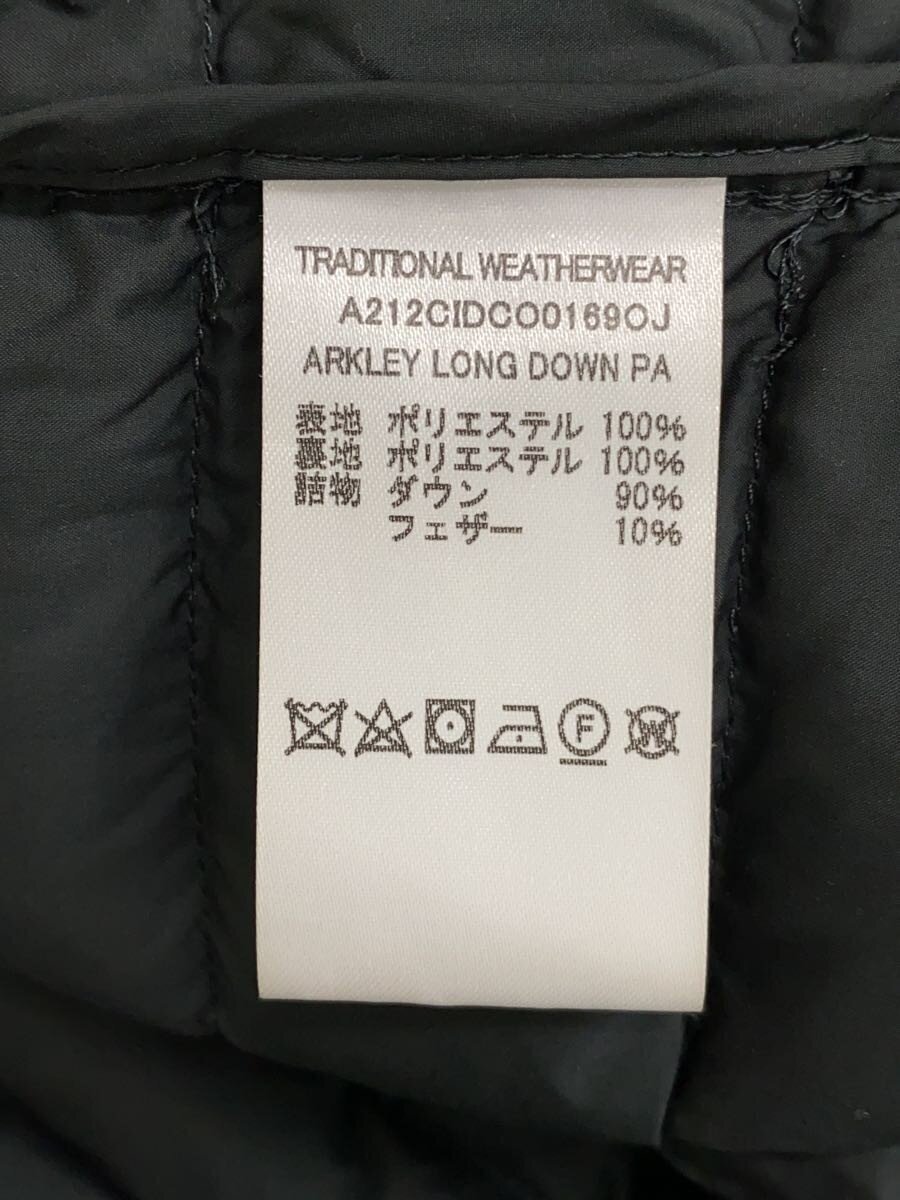 TRADITIONAL WEATHERWEAR
A212CIDCO0169OJ
ARKLEY LONG DOWN PA
表地 ポリエステル 100%
裏地 ポリエステル 100%
詰物 ダウン 90%
フェザー 10%
F
W